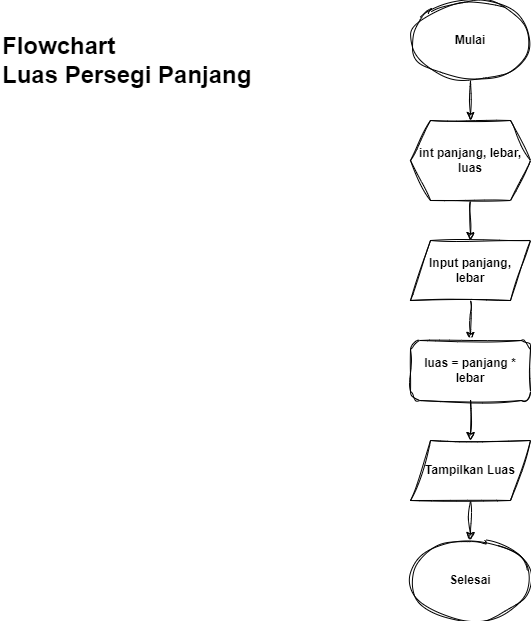 Flowchart
Luas Persegi Panjang
Mulai
int panjang, lebar,
luas
Input panjang,
lebar
luas = panjang *
lebar
Tampilkan Luas
Selesai